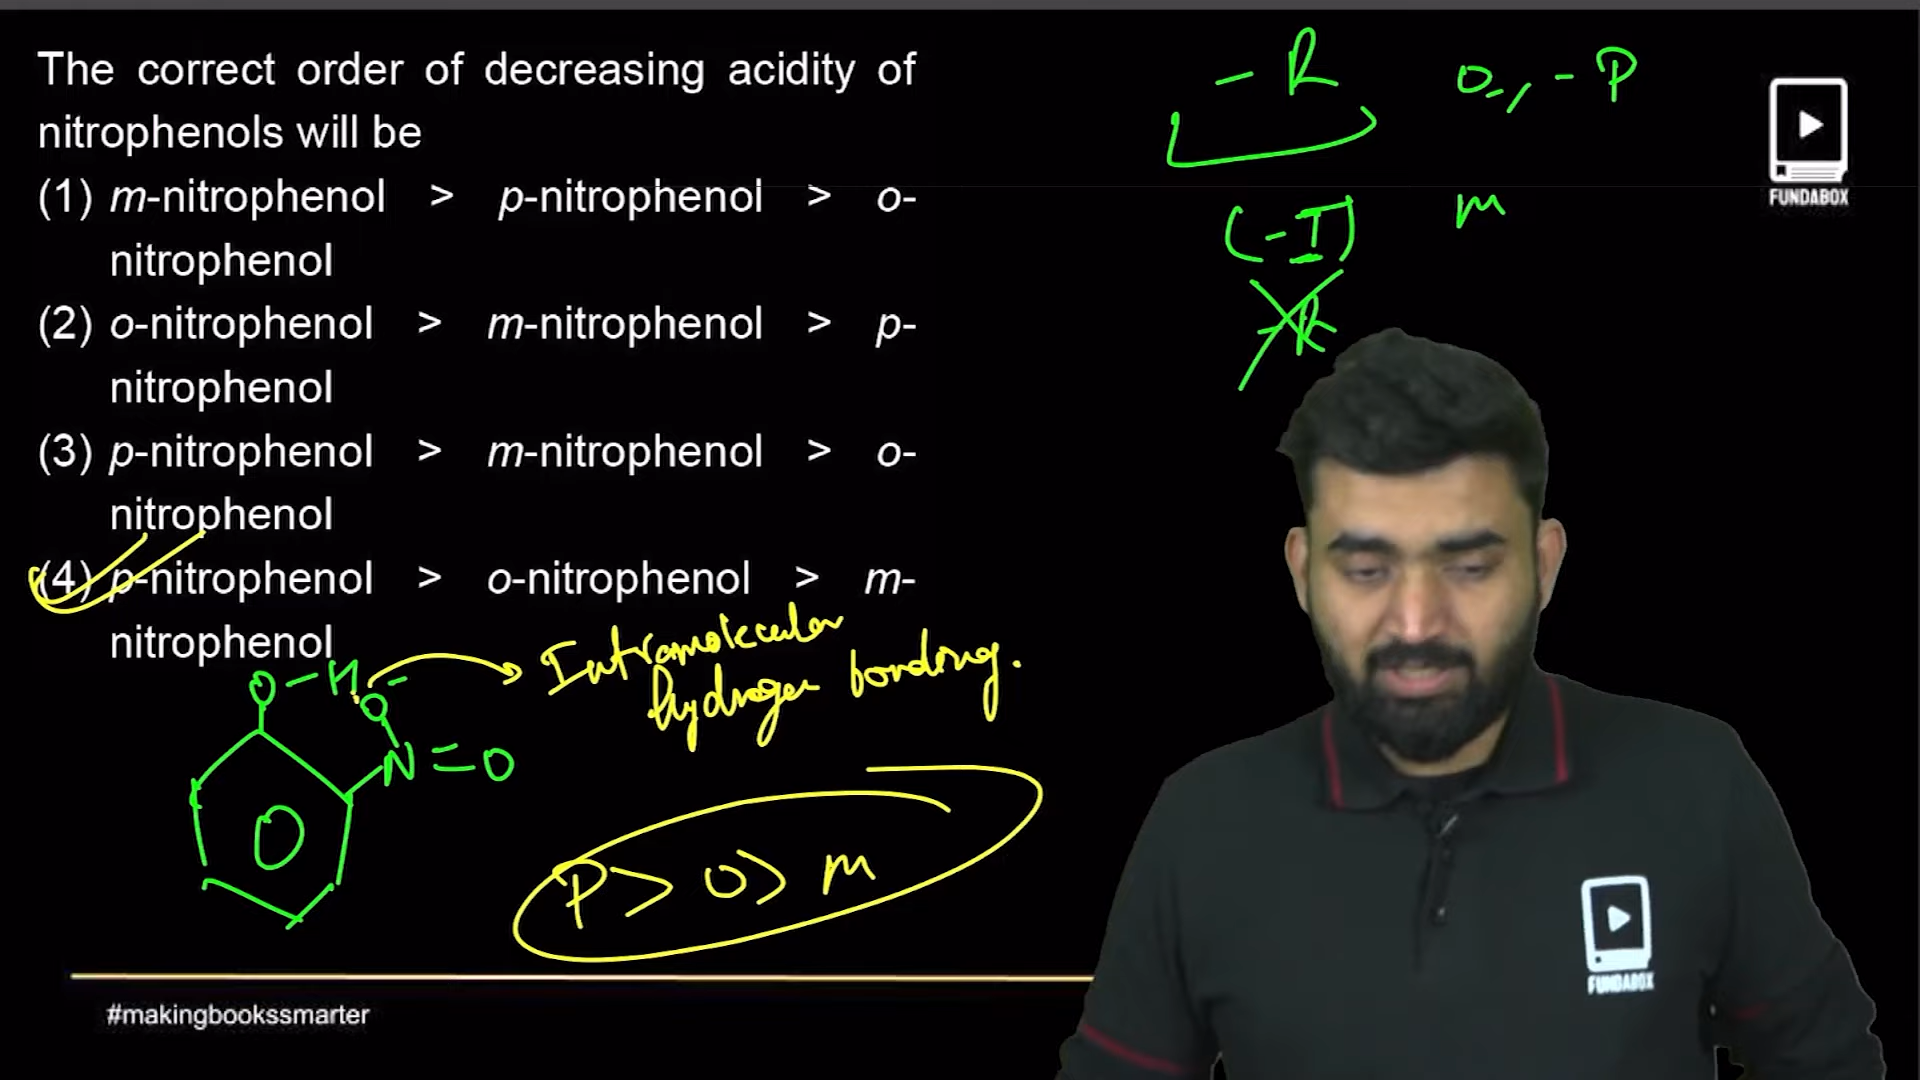 The correct order of decreasing acidity of
nitrophenols will be
(1) m-nitrophenol > p-nitrophenol > o-
nitrophenol
(2) o-nitrophenol > m-nitrophenol > p-
nitrophenol
(3) p-nitrophenol > m-nitrophenol > o-
nitrophenol
(4) p-nitrophenol > o-nitrophenol > m-
nitrophenol
- R o-, -P
(-I) m
R
FUNDABOX
O-H
O-
N=O
Intramolecular
hydrogen bonding.
P > O > m
FUNDABOX
#makingbookssmarter